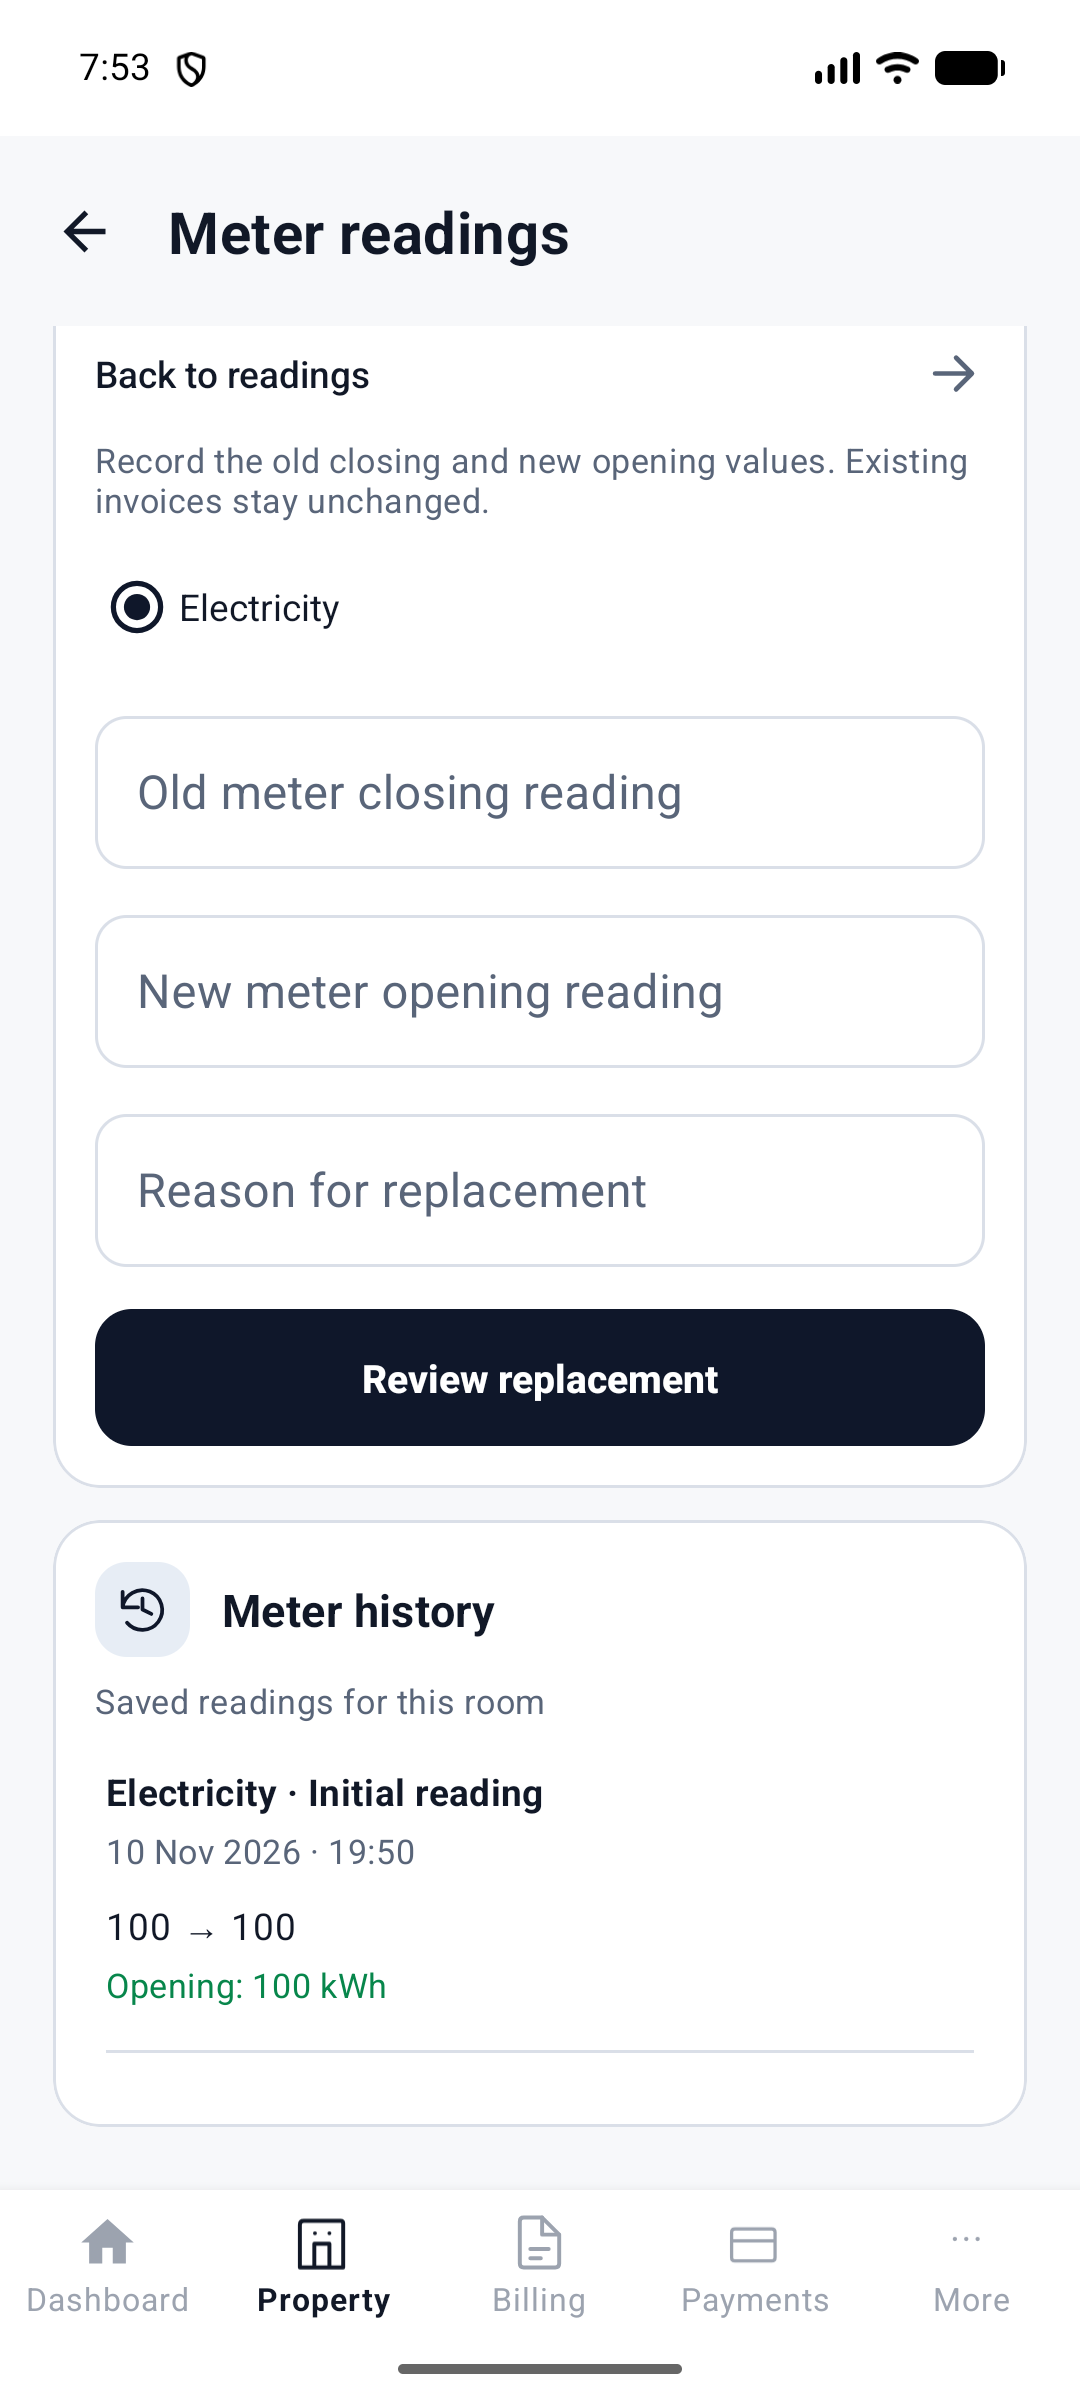 7:53
Meter readings
Back to readings
Record the old closing and new opening values. Existing
invoices stay unchanged.
Electricity
Old meter closing reading
New meter opening reading
Reason for replacement
Review replacement
Meter history
Saved readings for this room
Electricity · Initial reading
10 Nov 2026 · 19:50
100 → 100
Opening: 100 kWh
Dashboard
Property
Billing
Payments
More